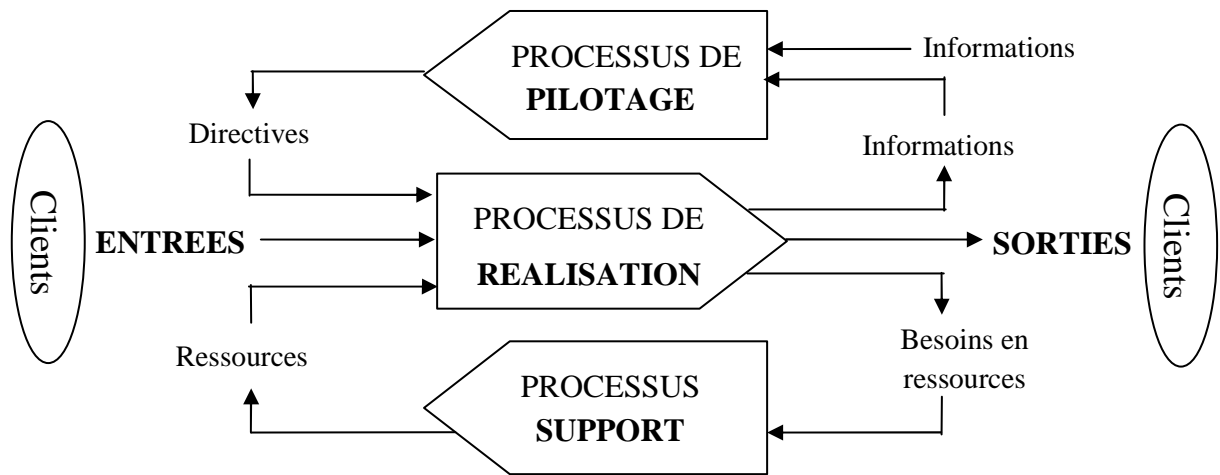 PROCESSUS DE
PILOTAGE
Informations
Directives
Informations
Clients
ENTREES
PROCESSUS DE
REALISATION
SORTIES
Clients
Ressources
Besoins en
ressources
PROCESSUS
SUPPORT